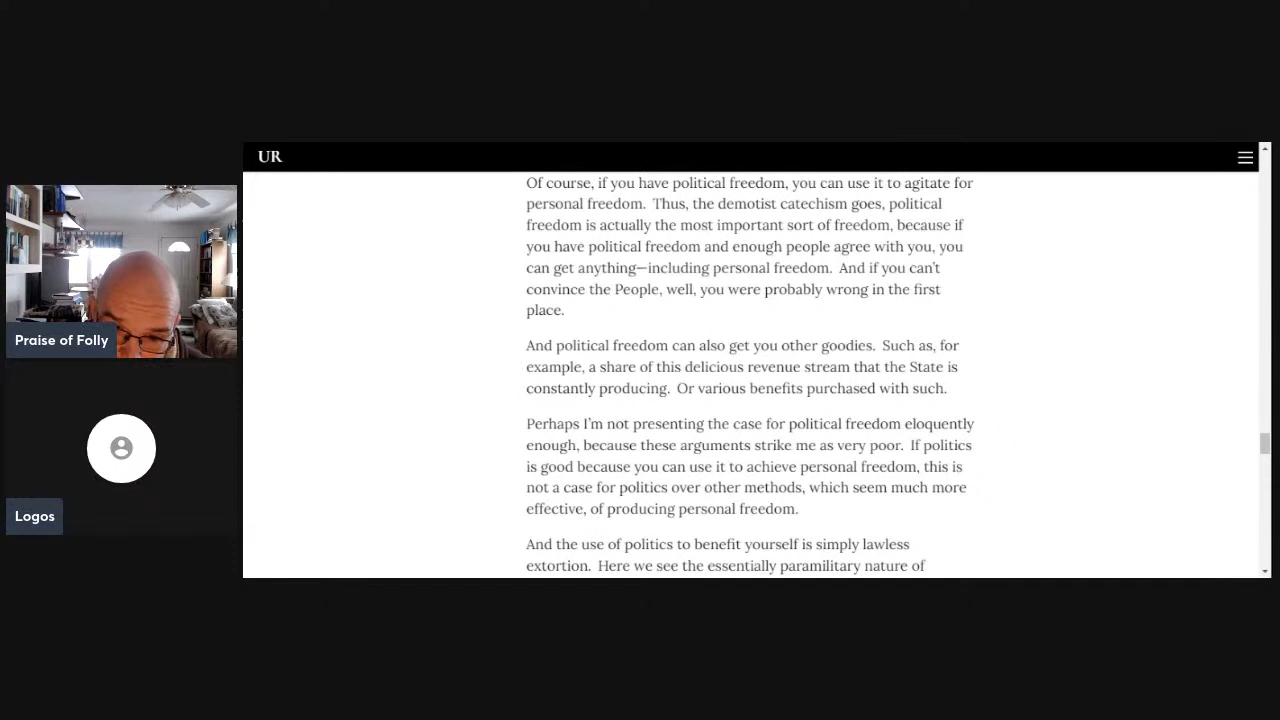 UR
Of course, if you have political freedom, you can use it to agitate for
personal freedom. Thus, the demotist catechism goes, political
freedom is actually the most important sort of freedom, because if
you have political freedom and enough people agree with you, you
can get anything—including personal freedom. And if you can't
convince the People, well, you were probably wrong in the first
place.
And political freedom can also get you other goodies. Such as, for
example, a share of this delicious revenue stream that the State is
constantly producing. Or various benefits purchased with such.
Perhaps I'm not presenting the case for political freedom eloquently
enough, because these arguments strike me as very poor. If politics
is good because you can use it to achieve personal freedom, this is
not a case for politics over other methods, which seem much more
effective, of producing personal freedom.
And the use of politics to benefit yourself is simply lawless
extortion. Here we see the essentially paramilitary nature of
Praise of Folly
Logos